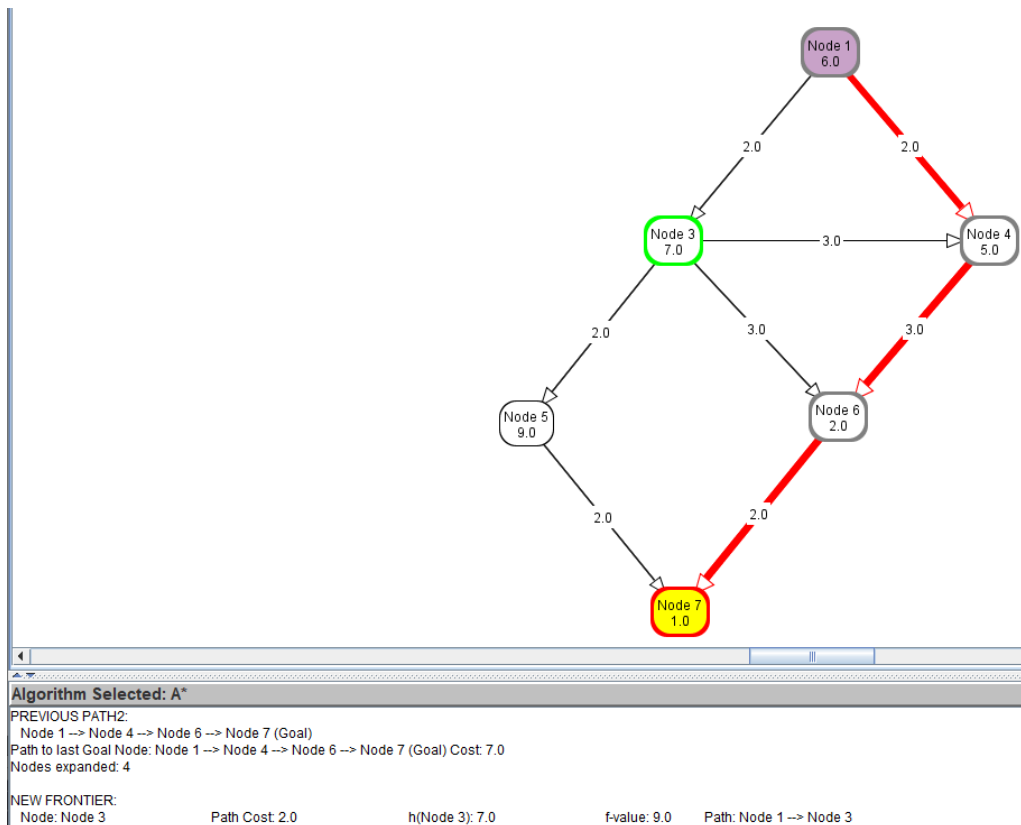 Node 1
6.0
2.0
2.0
Node 3
7.0
3.0
Node 4
5.0
2.0
3.0
3.0
Node 5
9.0
Node 6
2.0
2.0
2.0
Node 7
1.0
Algorithm Selected: A*
PREVIOUS PATH2:
Node 1 --> Node 4 --> Node 6 --> Node 7 (Goal)
Path to last Goal Node: Node 1 --> Node 4 --> Node 6 --> Node 7 (Goal) Cost: 7.0
Nodes expanded: 4
NEW FRONTIER:
Node: Node 3 Path Cost: 2.0 h(Node 3): 7.0 f-value: 9.0 Path: Node 1 --> Node 3